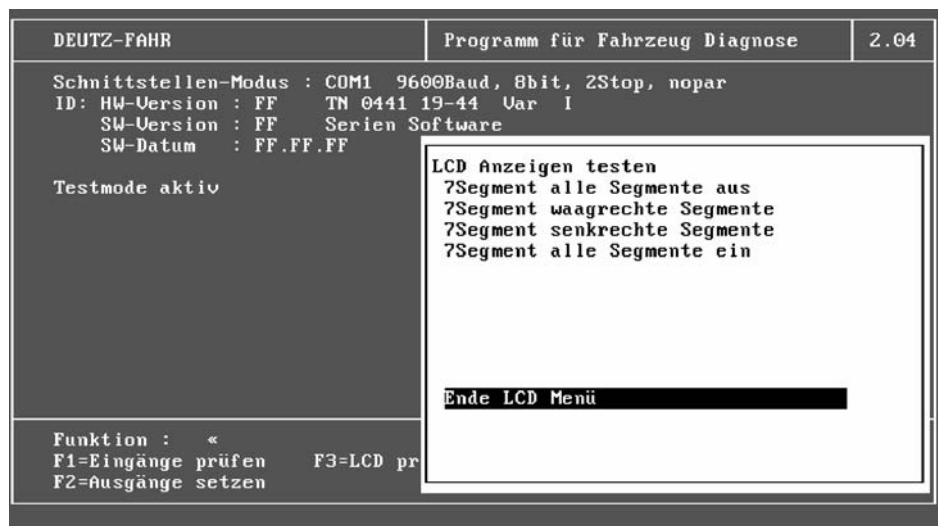 DEUTZ-FAHR
Programm für Fahrzeug Diagnose
2.04
Schnittstellen-Modus : COM1 9600Baud, 8bit, 2Stop, nopar
ID: HW-Version : FF TN 0441 19-44 Var I
SW-Version : FF Serien Software
SW-Datum : FF.FF.FF
Testmode aktiv
LCD Anzeigen testen
7Segment alle Segmente aus
7Segment waagrechte Segmente
7Segment senkrechte Segmente
7Segment alle Segmente ein
Ende LCD Menü
Funktion : «
F1=Eingänge prüfen F3=LCD pr
F2=Ausgänge setzen